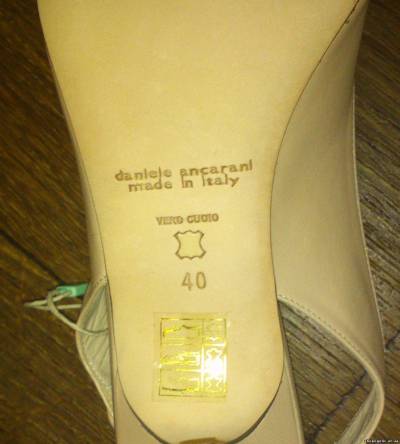 daniele ancarani
made in italy
VERO CUOIO
40